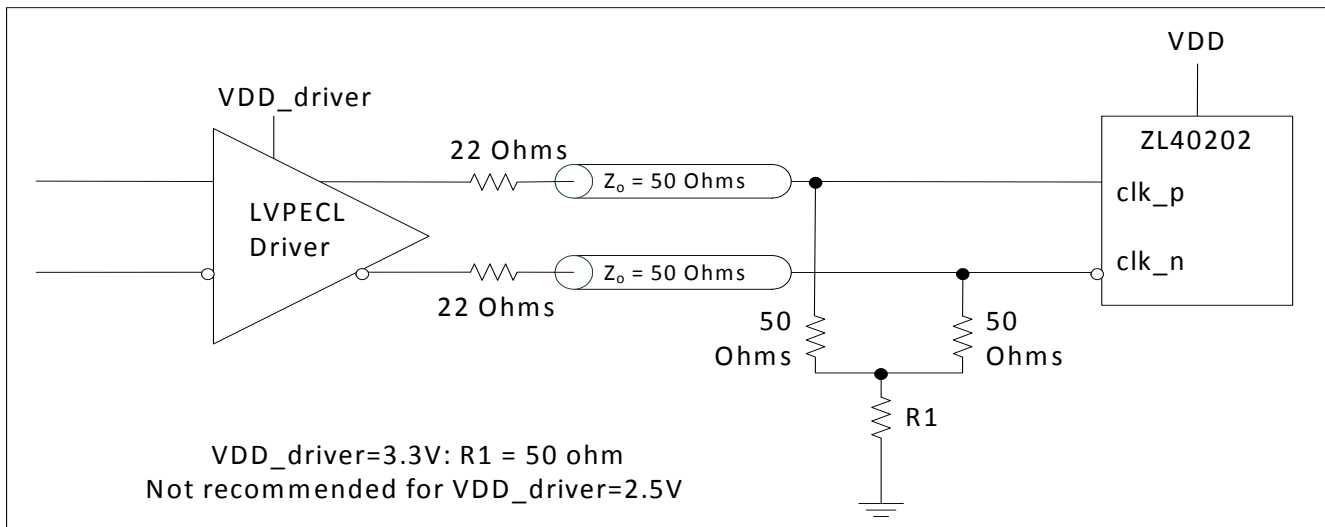 VDD
VDD_driver
ZL40202
22 Ohms
Zo = 50 Ohms
clk_p
LVPECL
Driver
Zo = 50 Ohms
clk_n
22 Ohms
50
Ohms
50
Ohms
R1
VDD_driver=3.3V: R1 = 50 ohm
Not recommended for VDD_driver=2.5V